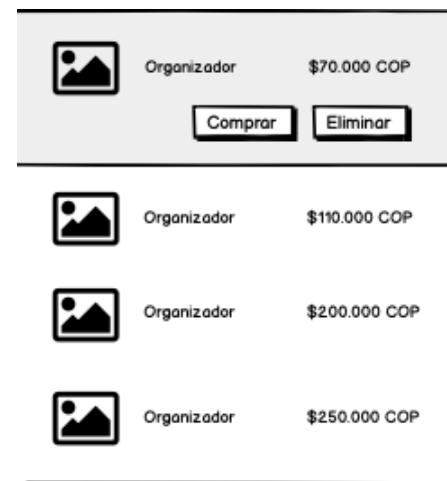 Organizador $70.000 COP
Comprar Eliminar
Organizador $110.000 COP
Organizador $200.000 COP
Organizador $250.000 COP